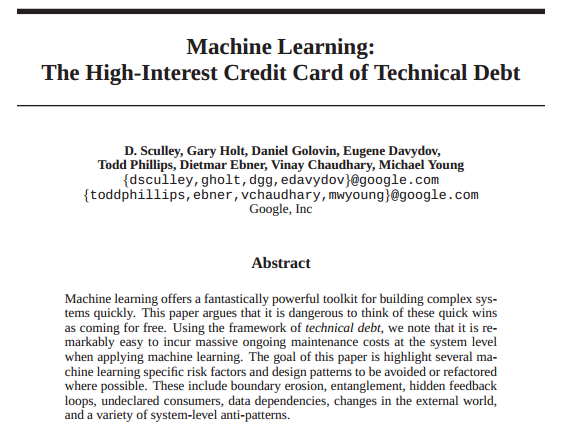 Machine Learning:
The High-Interest Credit Card of Technical Debt
D. Sculley, Gary Holt, Daniel Golovin, Eugene Davydov,
Todd Phillips, Dietmar Ebner, Vinay Chaudhary, Michael Young
{dsculley,gholt,dgg,edavydov}@google.com
{toddphillips,ebner,vchaudhary,mwyoung}@google.com
Google, Inc
Abstract
Machine learning offers a fantastically powerful toolkit for building complex sys-
tems quickly. This paper argues that it is dangerous to think of these quick wins
as coming for free. Using the framework of technical debt, we note that it is re-
markably easy to incur massive ongoing maintenance costs at the system level
when applying machine learning. The goal of this paper is highlight several ma-
chine learning specific risk factors and design patterns to be avoided or refactored
where possible. These include boundary erosion, entanglement, hidden feedback
loops, undeclared consumers, data dependencies, changes in the external world,
and a variety of system-level anti-patterns.